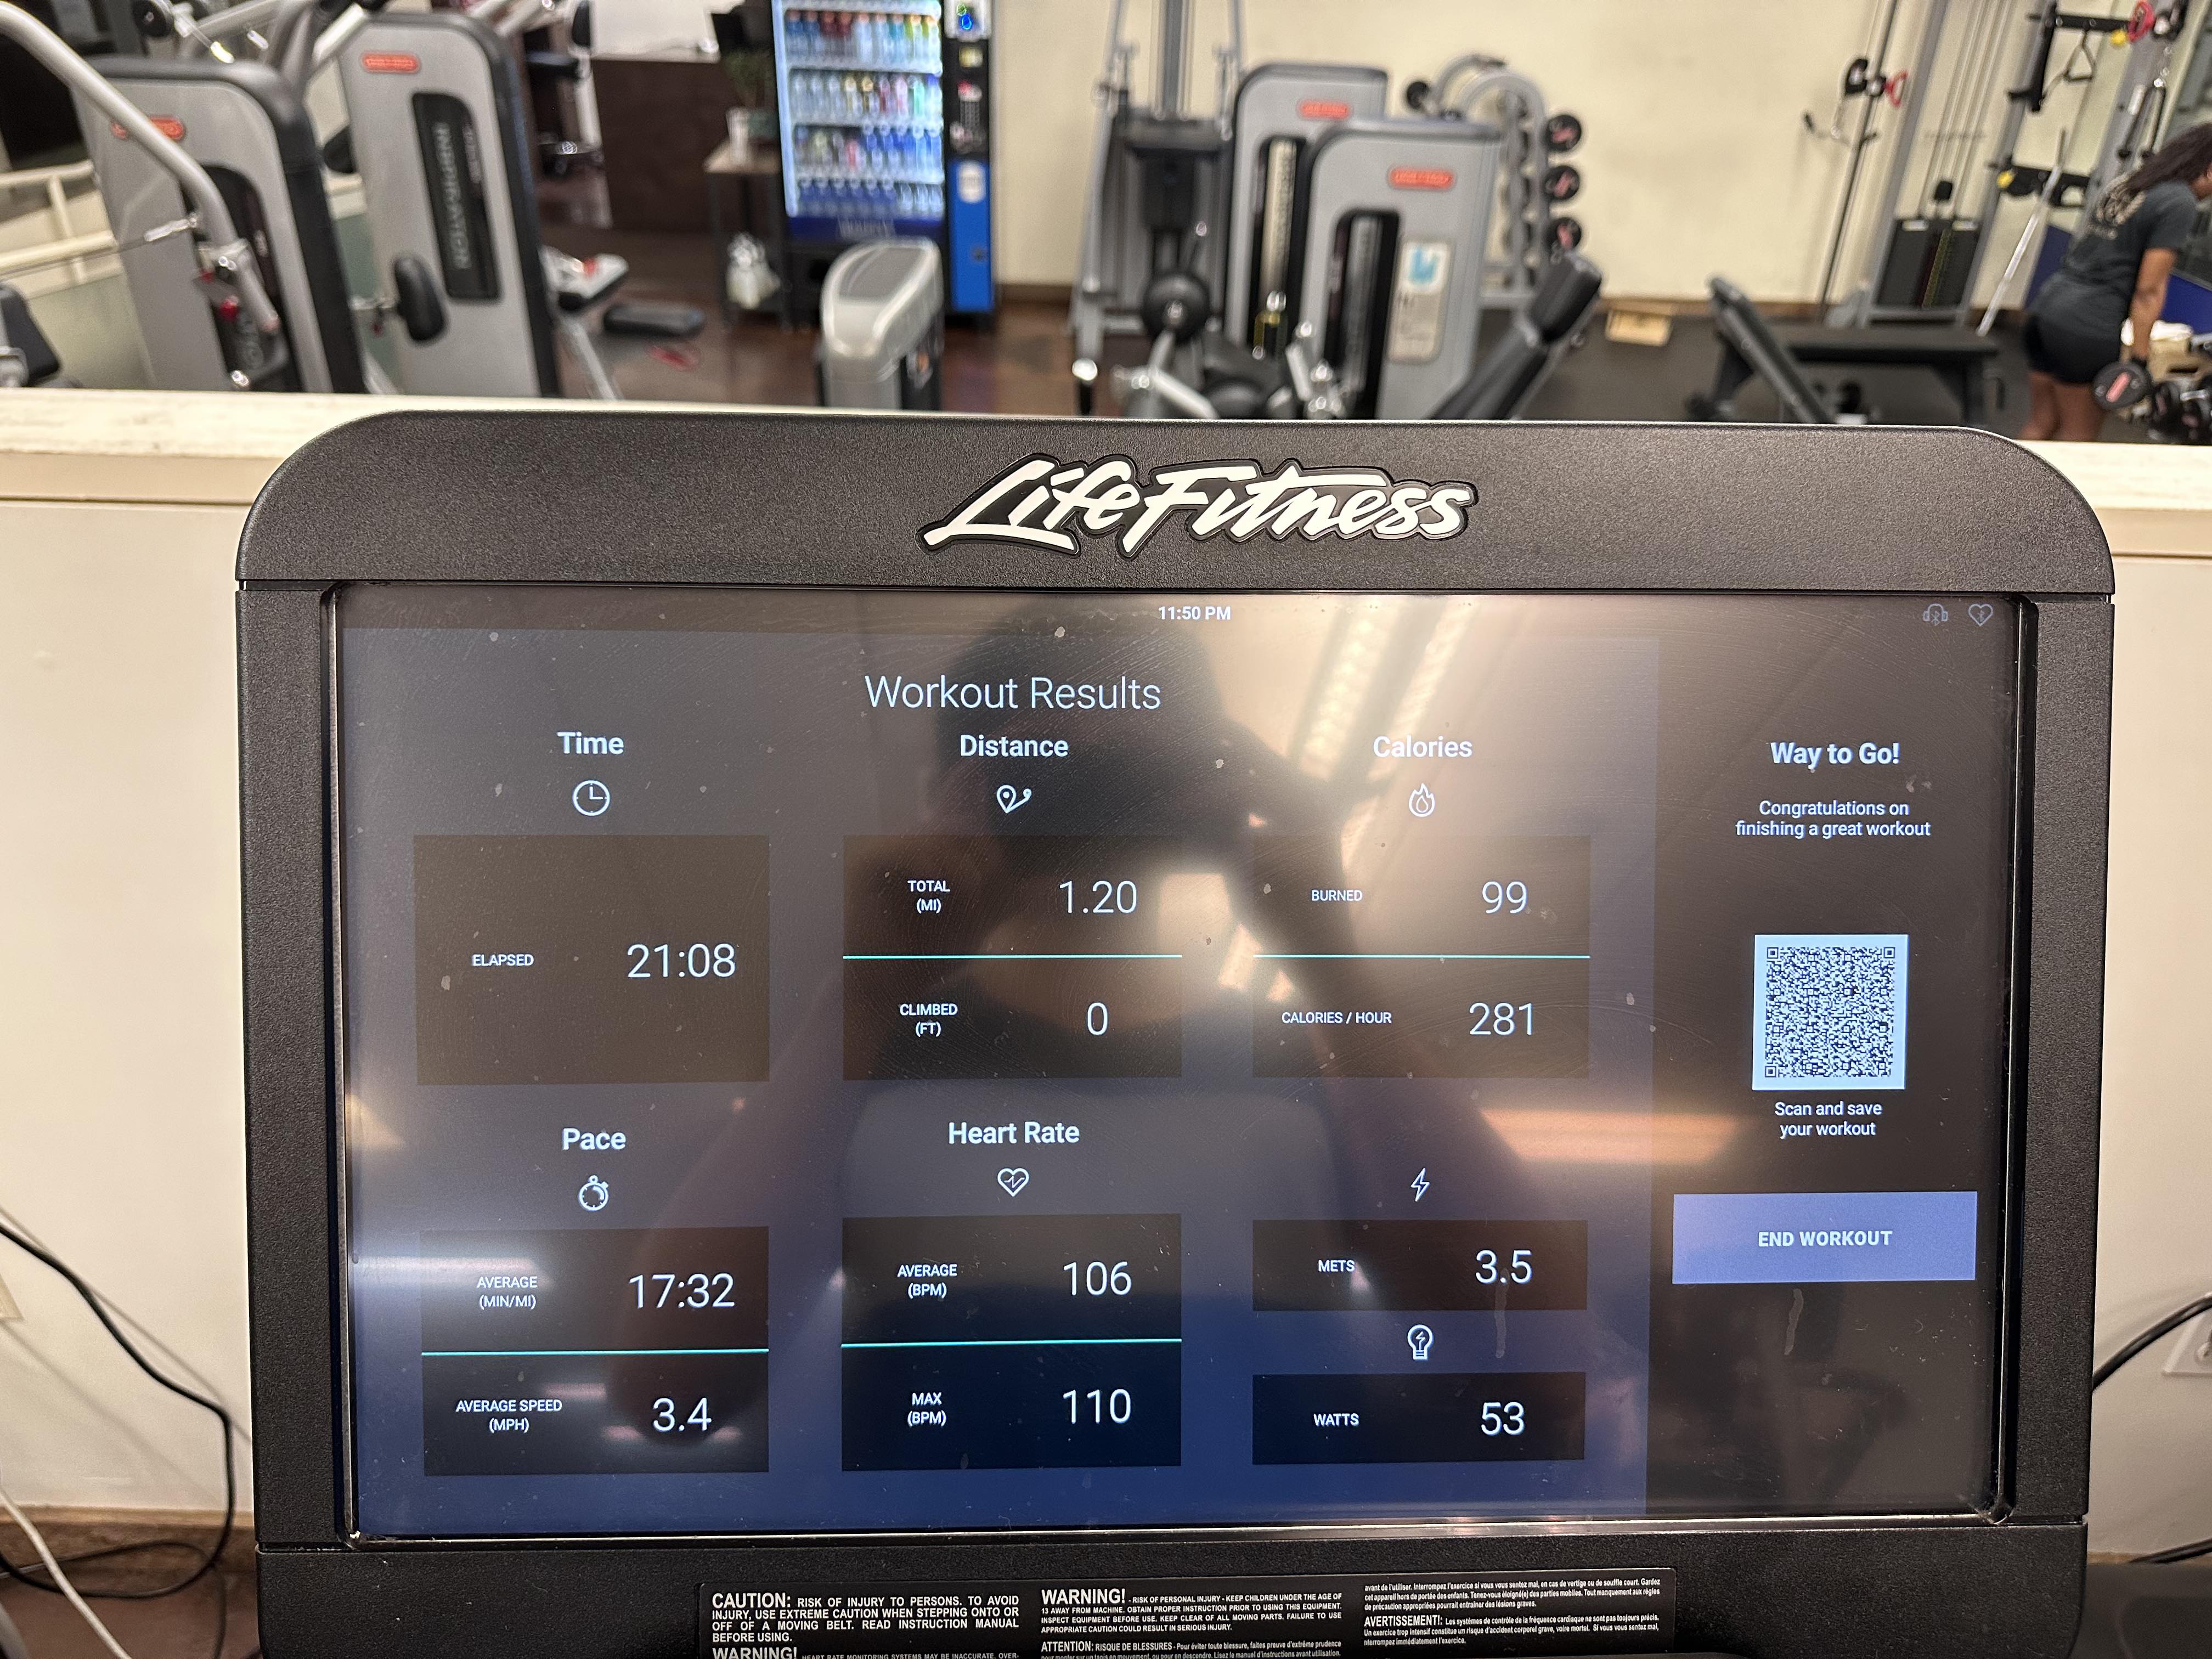 LifeFitness
11:50 PM
Workout Results
Time
Distance
Calories
Way to Go!
Congratulations on
finishing a great workout
ELAPSED 21:08
TOTAL
(MI) 1.20
CLIMBED
(FT) 0
BURNED 99
CALORIES / HOUR 281
Scan and save
your workout
Pace
Heart Rate
AVERAGE
(MIN/MI) 17:32
AVERAGE SPEED
(MPH) 3.4
AVERAGE
(BPM) 106
MAX
(BPM) 110
METS 3.5
WATTS 53
END WORKOUT
CAUTION: RISK OF INJURY TO PERSONS. TO AVOID
INJURY, USE EXTREME CAUTION WHEN STEPPING ONTO OR
OFF OF A MOVING BELT. READ INSTRUCTION MANUAL
BEFORE USING.
WARNING! HEART RATE MONITORING SYSTEMS MAY BE INACCURATE. OVER-
WARNING! - RISK OF PERSONAL INJURY - KEEP CHILDREN UNDER THE AGE OF
13 AWAY FROM MACHINE. OBTAIN PROPER INSTRUCTION PRIOR TO USING THIS EQUIPMENT.
INSPECT EQUIPMENT BEFORE USE. KEEP CLEAR OF ALL MOVING PARTS. FAILURE TO USE
APPROPRIATE CAUTION COULD RESULT IN SERIOUS INJURY.
ATTENTION: RISQUE DE BLESSURES - Pour éviter toute blessure, faites preuve d'extrême prudence
pour monter sur un tapis en mouvement, ou pour en descendre. Lisez le manuel d'instructions avant utilisation.
avant de l'utiliser. Interrompez l'exercice si vous vous sentez mal, en cas de vertige ou de souffle court. Gardez
cet appareil hors de portée des enfants. Tenez-vous éloigné(e) des parties mobiles. Tout manquement aux règles
de précaution appropriées pourrait entraîner des lésions graves.
AVERTISSEMENT!: Les systèmes de contrôle de la fréquence cardiaque ne sont pas toujours précis.
Un exercice trop intensif constitue un risque d'accident corporel grave, voire mortel. Si vous vous sentez mal,
interrompez immédiatement l'exercice.